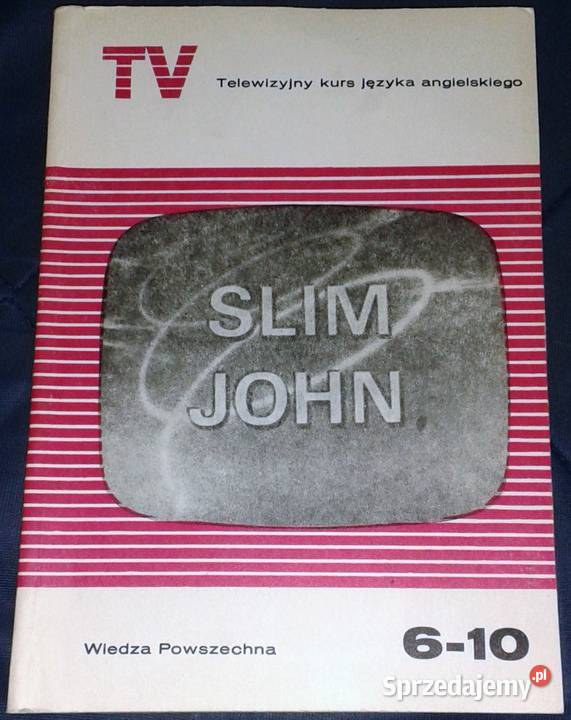 TV
Telewizyjny kurs języka angielskiego
SLIM
JOHN
Wiedza Powszechna
6-10
Sprzedajemy.pl